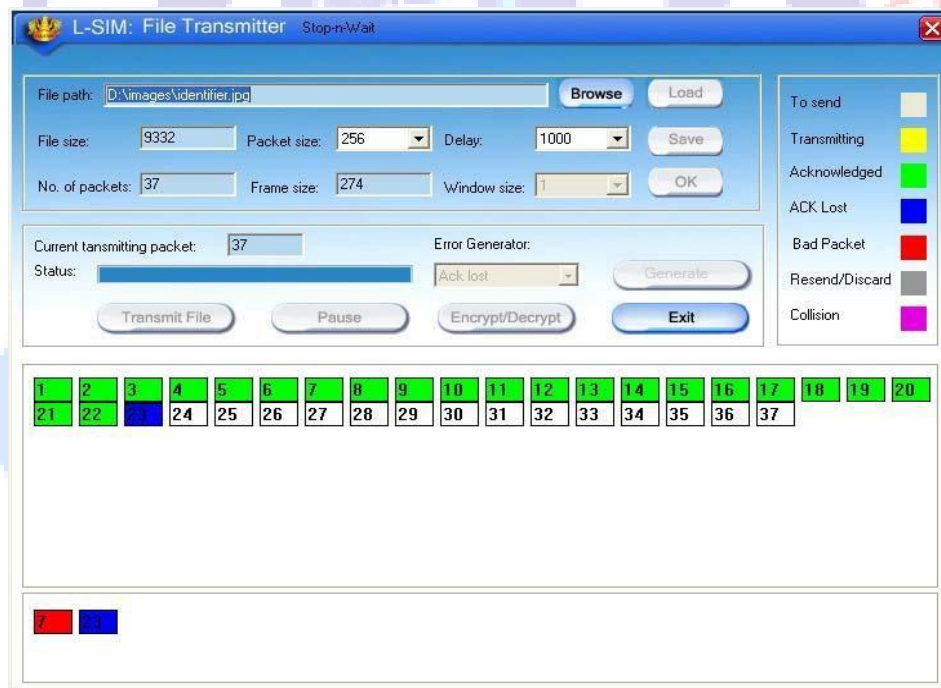 L-SIM: File Transmitter Stop-n-Wait
File path: D:\images\identifier.jpg Browse Load
File size: 9332 Packet size: 256 Delay: 1000 Save
No. of packets: 37 Frame size: 274 Window size: 1 OK
To send
Transmitting
Acknowledged
ACK Lost
Bad Packet
Resend/Discard
Collision
Current tansmitting packet: 37 Error Generator:
Status: Ack lost Generate
Transmit File Pause Encrypt/Decrypt Exit
1 2 3 4 5 6 7 8 9 10 11 12 13 14 15 16 17 18 19 20
21 22 23 24 25 26 27 28 29 30 31 32 33 34 35 36 37
7 23